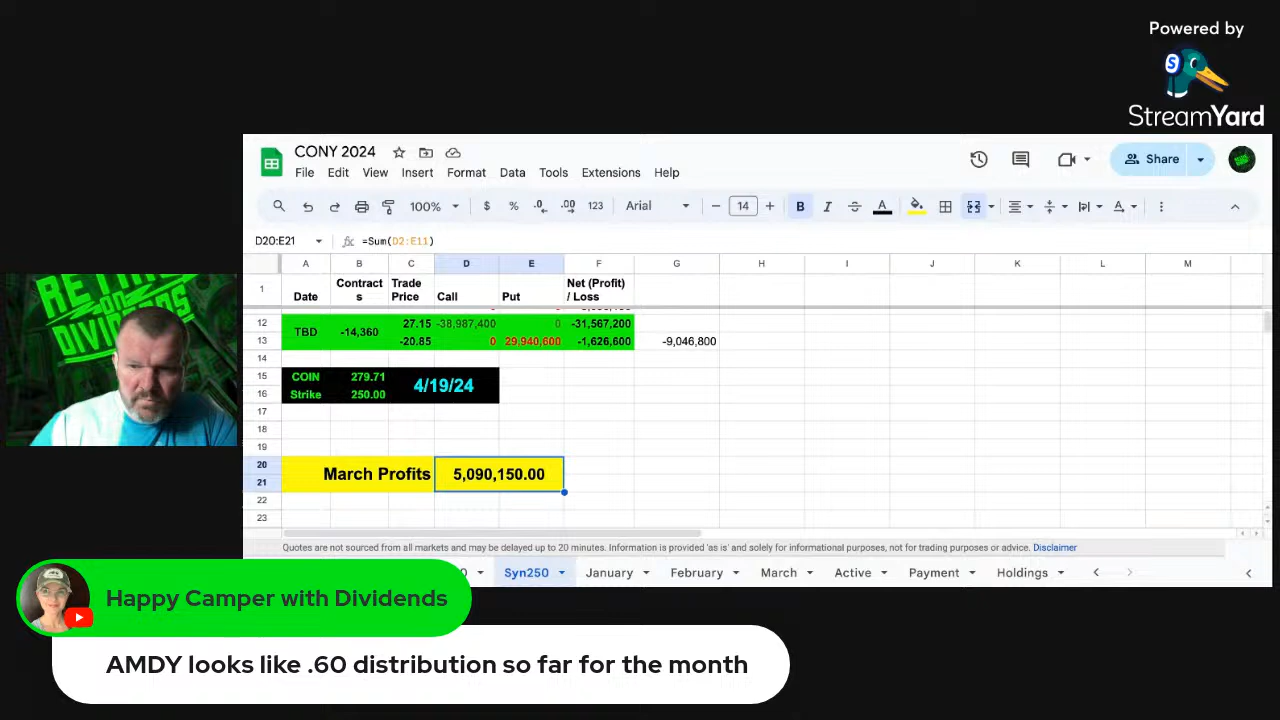 Powered by
StreamYard
CONY 2024
File Edit View Insert Format Data Tools Extensions Help
Share
100% $ % .0 .00 123 Arial 14 B I A
D20:E21 fx =Sum(D2:E11)
A B C D E F G H I J K L M
1 Date Contracts Trade Price Call Put Net (Profit) / Loss
12 TBD -14,360 27.15 -38,987,400 0 -31,567,200
13 -20.85 0 29,940,600 -1,626,600 -9,046,800
14
15 COIN 279.71 4/19/24
16 Strike 250.00
17
18
19
20 March Profits 5,090,150.00
21
22
23
Quotes are not sourced from all markets and may be delayed up to 20 minutes. Information is provided 'as is' and solely for informational purposes, not for trading purposes or advice. Disclaimer
Syn250 January February March Active Payment Holdings
ON
DIVIDENDS
Happy Camper with Dividends
AMDY looks like .60 distribution so far for the month